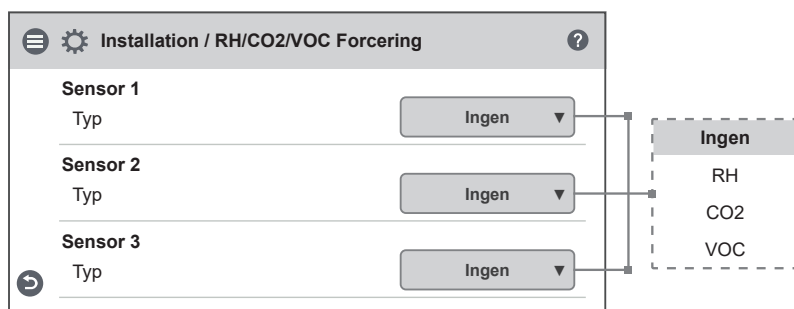 Installation / RH/CO2/VOC Forcering
?
Sensor 1
Typ
Ingen ▼
Sensor 2
Typ
Ingen ▼
Sensor 3
Typ
Ingen ▼
Ingen
RH
CO2
VOC